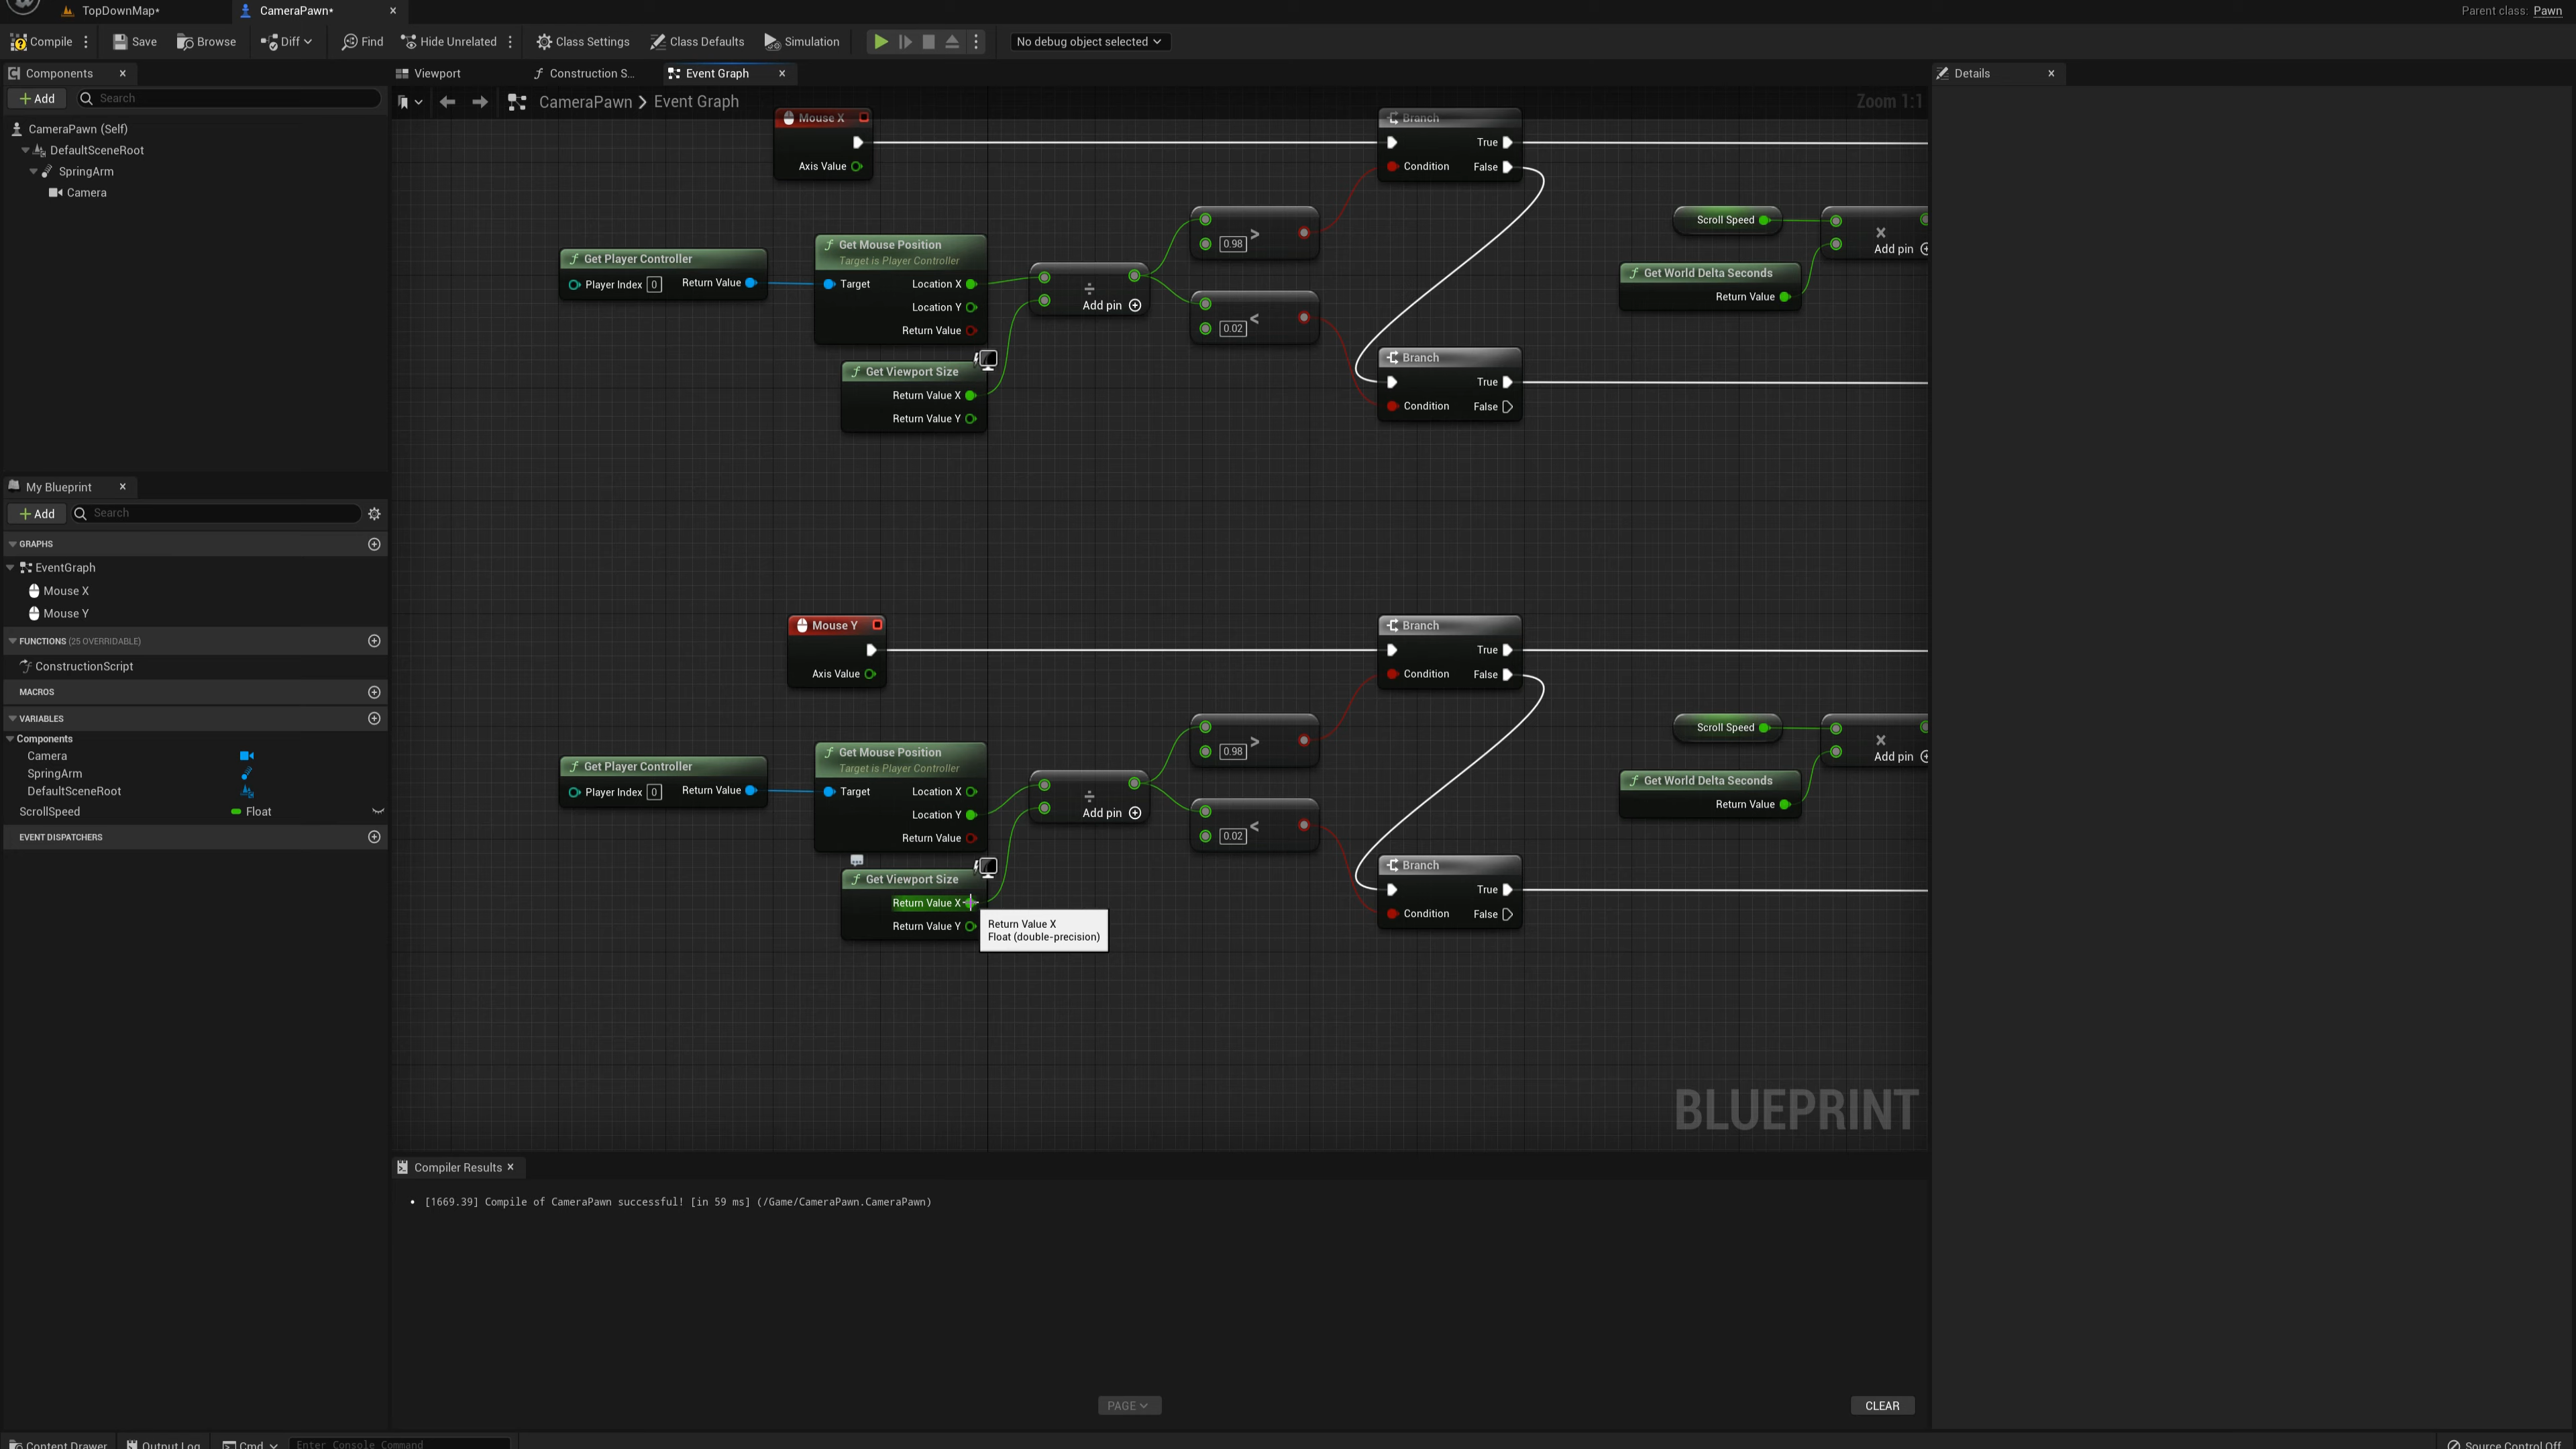 TopDownMap*
CameraPawn*
Parent class: Pawn
Compile
Save
Browse
Diff
Find
Hide Unrelated
Class Settings
Class Defaults
Simulation
No debug object selected
Components
Add
Search
CameraPawn (Self)
DefaultSceneRoot
SpringArm
Camera
My Blueprint
Add
Search
GRAPHS
EventGraph
Mouse X
Mouse Y
FUNCTIONS (25 OVERRIDABLE)
ConstructionScript
MACROS
VARIABLES
Components
Camera
SpringArm
DefaultSceneRoot
ScrollSpeed Float
EVENT DISPATCHERS
Viewport
Construction S...
Event Graph
CameraPawn > Event Graph
Zoom 1:1
Mouse X
Axis Value
Branch
True
Condition False
Get Player Controller
Player Index 0 Return Value
Get Mouse Position
Target is Player Controller
Target Location X
Location Y
Return Value
Get Viewport Size
Return Value X
Return Value Y
÷
Add pin
0.98 >
0.02 <
Branch
True
Condition False
Scroll Speed
Get World Delta Seconds
Return Value
×
Add pin
Mouse Y
Axis Value
Branch
True
Condition False
Get Player Controller
Player Index 0 Return Value
Get Mouse Position
Target is Player Controller
Target Location X
Location Y
Return Value
Get Viewport Size
Return Value X
Return Value Y
Return Value X
Float (double-precision)
÷
Add pin
0.98 >
0.02 <
Branch
True
Condition False
Scroll Speed
Get World Delta Seconds
Return Value
×
Add pin
BLUEPRINT
Details
Compiler Results
[1669.39] Compile of CameraPawn successful! [in 59 ms] (/Game/CameraPawn.CameraPawn)
PAGE
CLEAR
Content Drawer
Output Log
Cmd
Enter Console Command
Source Control Off